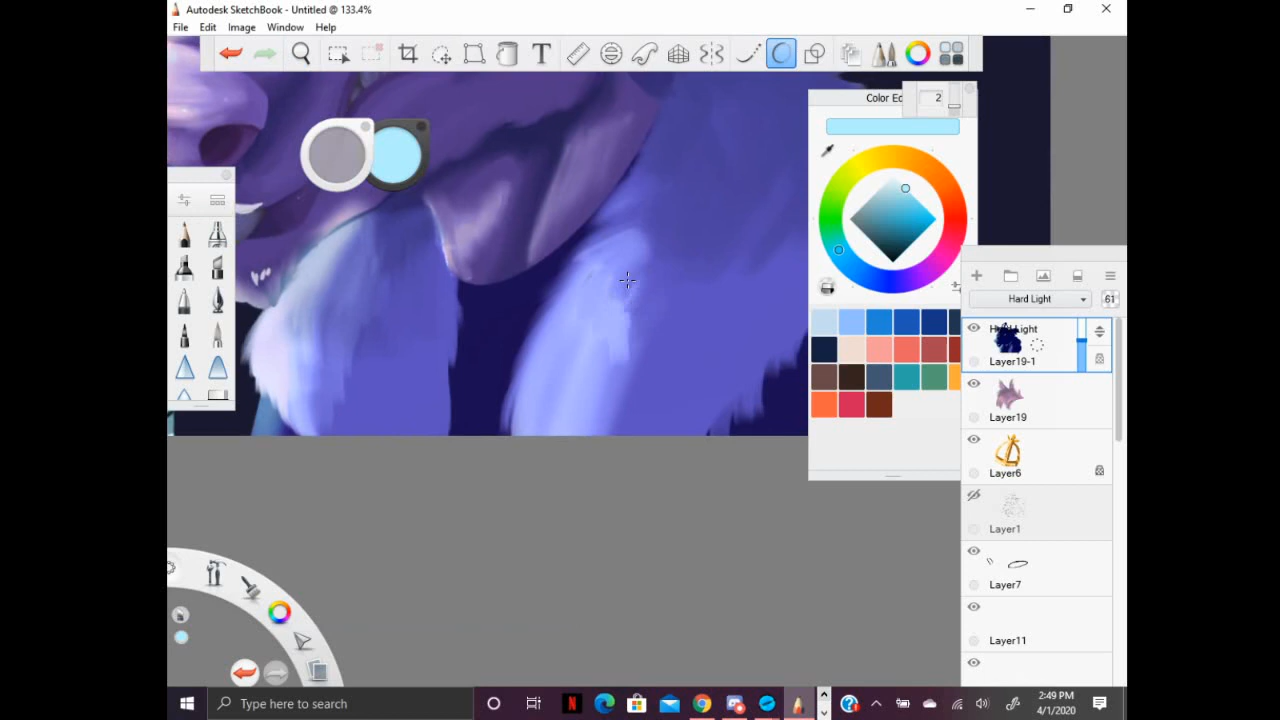 Autodesk SketchBook - Untitled @ 133.4%
File Edit Image Window Help
T
Color Ed
2
Hard Light
61
Hard Light
Layer19-1
Layer19
Layer6
Layer1
Layer7
Layer11
Type here to search
2:49 PM
4/1/2020